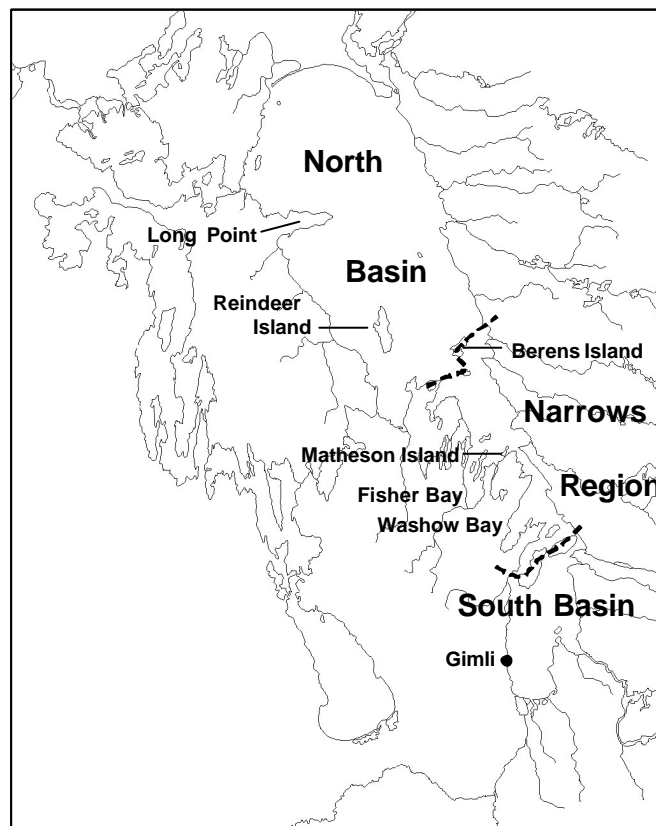 North
Long Point
Basin
Reindeer
Island
Berens Island
Narrows
Matheson Island
Region
Fisher Bay
Washow Bay
South Basin
Gimli